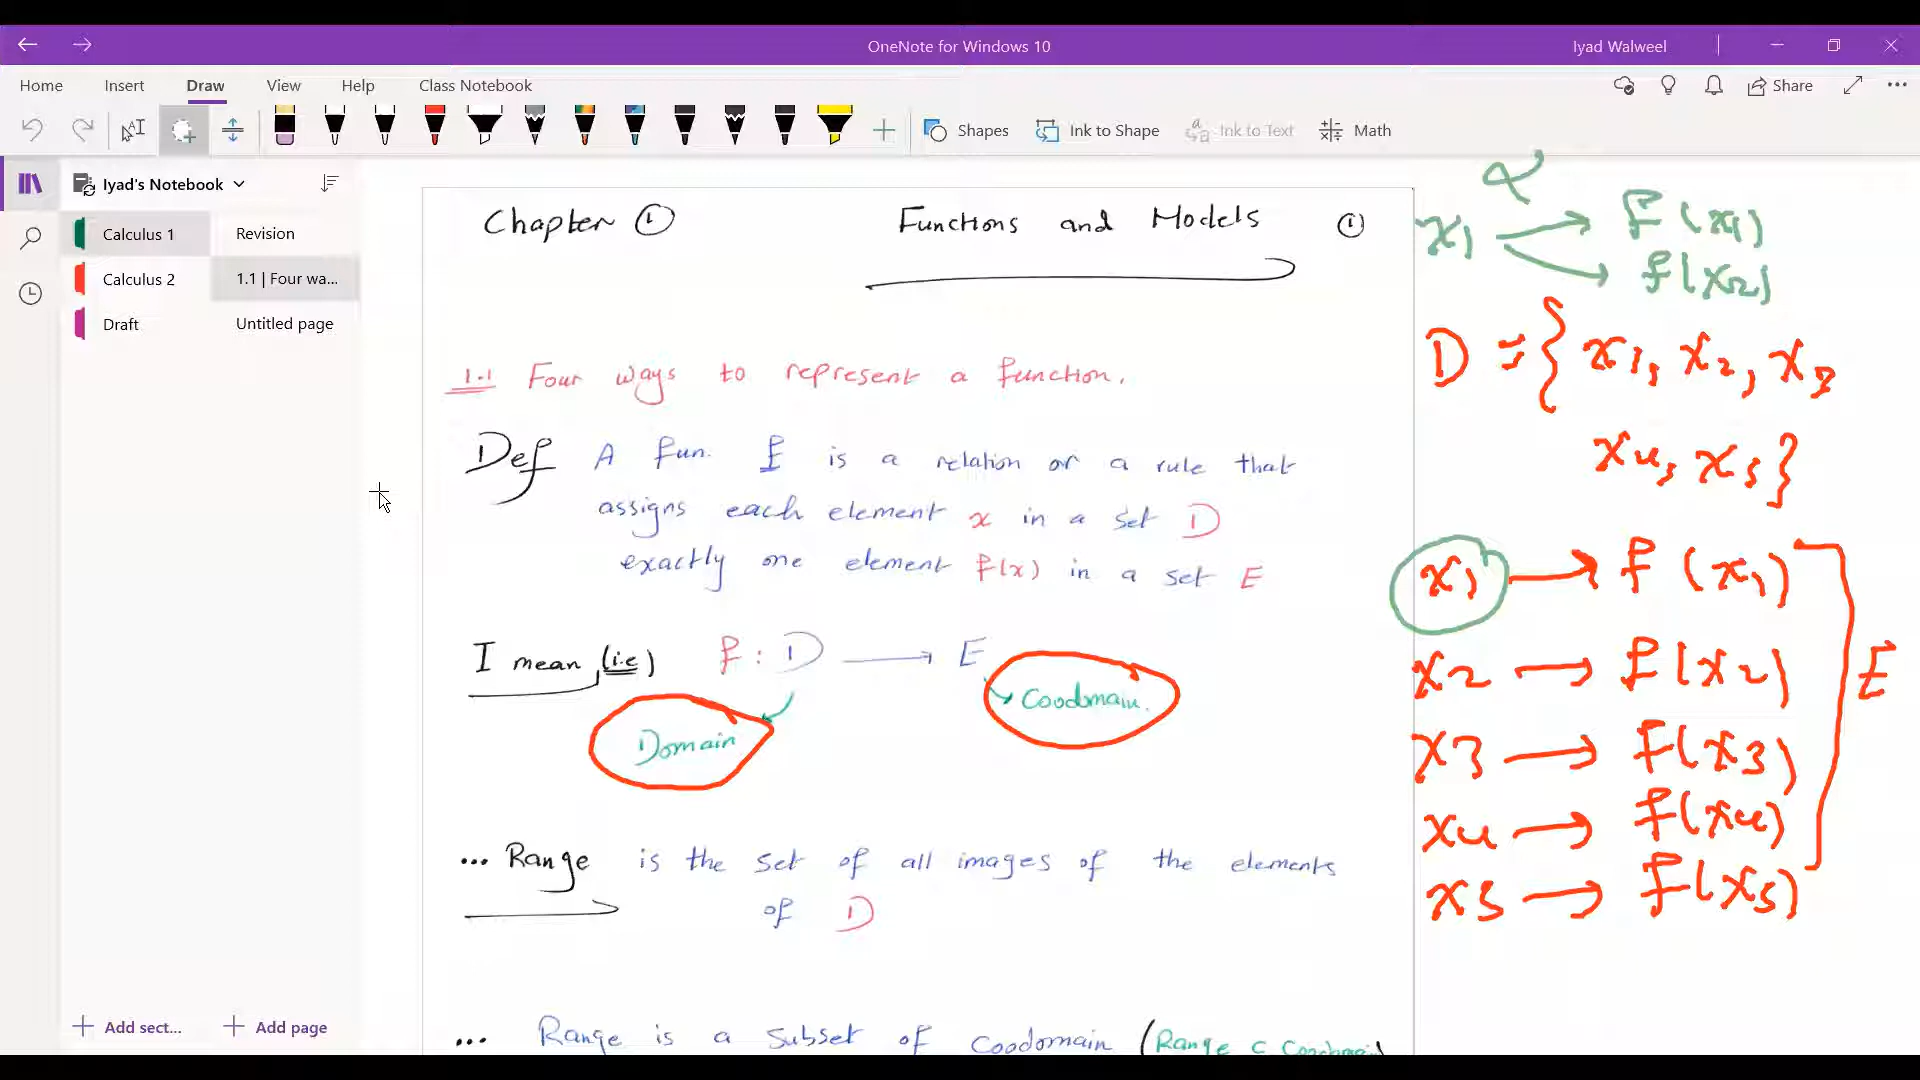 OneNote for Windows 10
Iyad Walweel
Home Insert Draw View Help Class Notebook
Share
Shapes Ink to Shape Ink to Text Math
Iyad's Notebook
Calculus 1
Calculus 2
Draft
Revision
1.1 | Four wa...
Untitled page
Add sect...
Add page
Chapter ① Functions and Models ①
1.1 Four ways to represent a function.
Def A fun. f is a relation or a rule that
assigns each element x in a set D
exactly one element f(x) in a set E
I mean (i.e) f : D → E
Domain
Coodmain.
... Range is the set of all images of the elements
of D
... Range is a subset of Coodomain (Range ⊂ Coodmain)
x1 → f(x1)
→ f(x2)
D = { x1, x2, x3
x4, x5 }
x1 → f(x1)
x2 → f(x2)
x3 → f(x3)
x4 → f(x4)
x5 → f(x5)
E